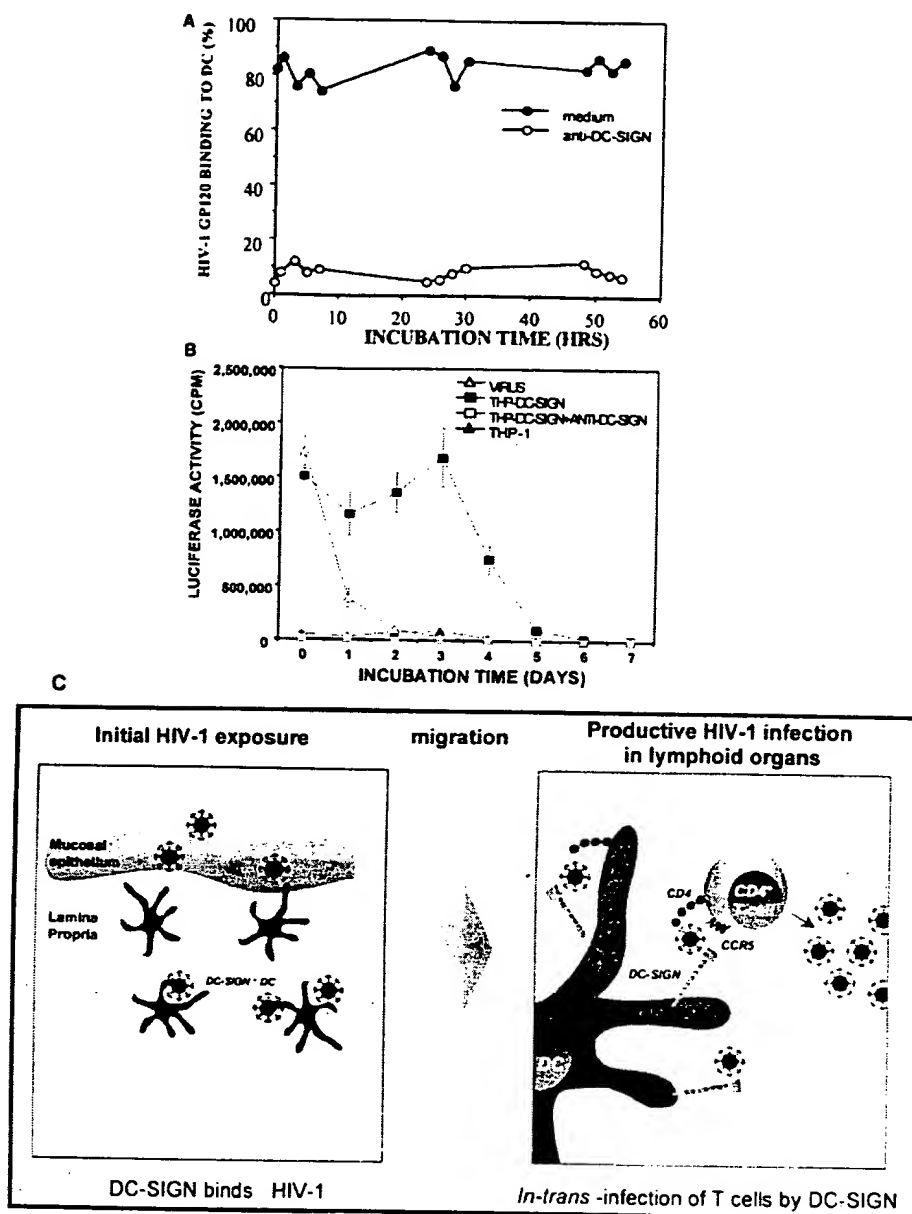 A
HIV-1 GP120 BINDING TO DC (%)
100
80
60
40
20
0
medium
anti-DC-SIGN
0 10 20 30 40 50 60
INCUBATION TIME (HRS)
B
LUCIFERASE ACTIVITY (CPM)
2,500,000
2,000,000
1,500,000
1,000,000
500,000
0
VIRUS
THP-DC-SIGN
THP-DC-SIGN+ANTI-DC-SIGN
THP-1
0 1 2 3 4 5 6 7
INCUBATION TIME (DAYS)
C
Initial HIV-1 exposure
migration
Productive HIV-1 infection
in lymphoid organs
Mucosal
epithelium
Lamina
Propria
DC-SIGN+ DC
CD4
CD4+
CCR5
DC-SIGN
DC
DC-SIGN binds HIV-1
In-trans -infection of T cells by DC-SIGN